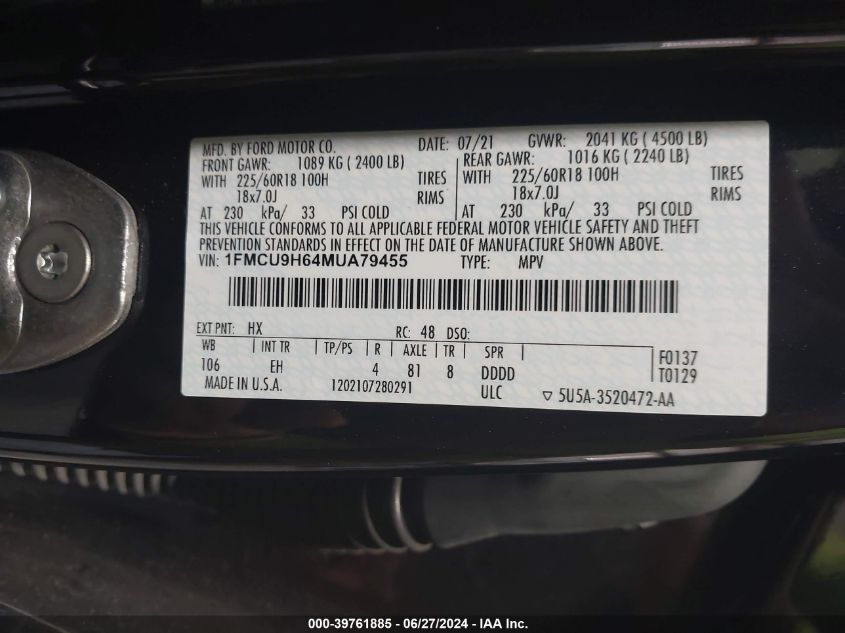 MFD. BY FORD MOTOR CO. DATE: 07/21 GVWR: 2041 KG ( 4500 LB)
FRONT GAWR: 1089 KG ( 2400 LB) REAR GAWR: 1016 KG ( 2240 LB)
WITH 225/60R18 100H TIRES WITH 225/60R18 100H TIRES
18x7.0J RIMS 18x7.0J RIMS
AT 230 kPa/ 33 PSI COLD AT 230 kPa/ 33 PSI COLD
THIS VEHICLE CONFORMS TO ALL APPLICABLE FEDERAL MOTOR VEHICLE SAFETY AND THEFT
PREVENTION STANDARDS IN EFFECT ON THE DATE OF MANUFACTURE SHOWN ABOVE.
VIN: 1FMCU9H64MUA79455 TYPE: MPV
EXT PNT: HX RC: 48 DSO:
WB INT TR TP/PS R AXLE TR SPR F0137
106 EH 4 81 8 DDDD T0129
MADE IN U.S.A. 1202107280291 ULC ▽ 5U5A-3520472-AA
000-39761885 - 06/27/2024 - IAA Inc.